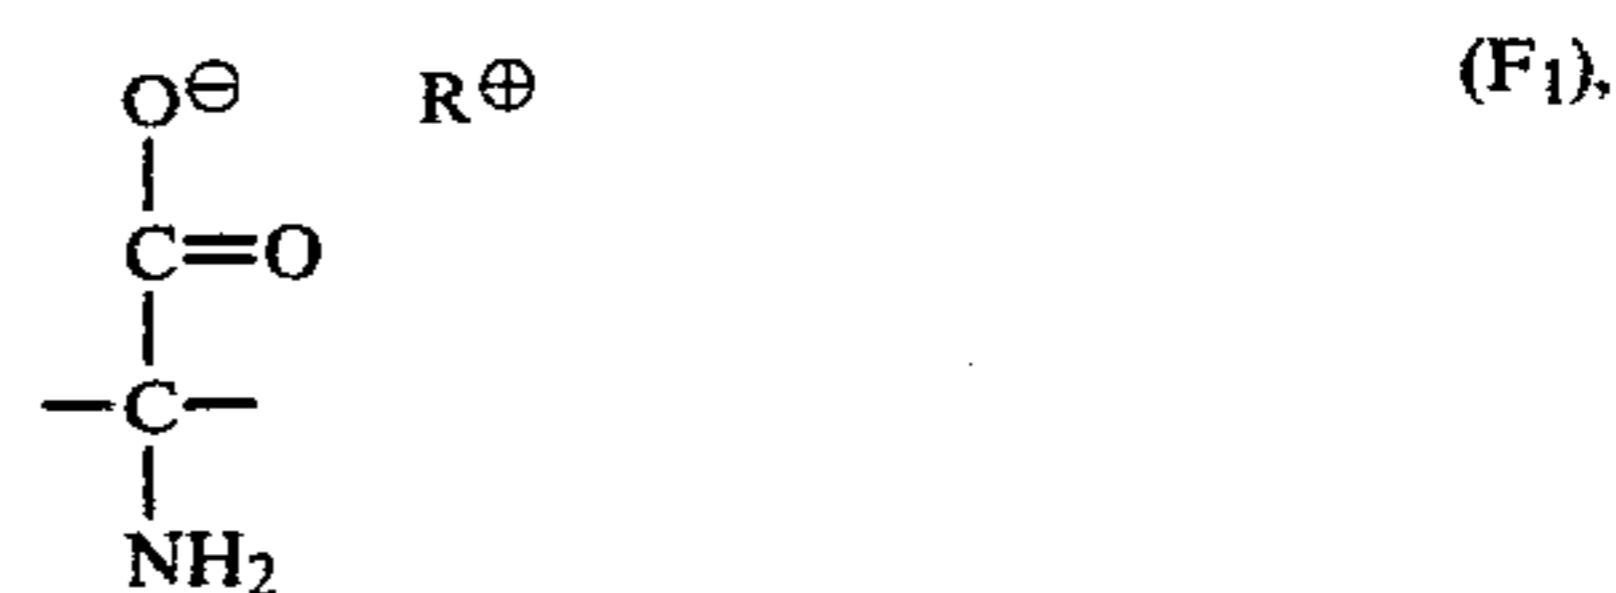 O⊖ R⊕ (F₁),
C=O
—C—
NH₂